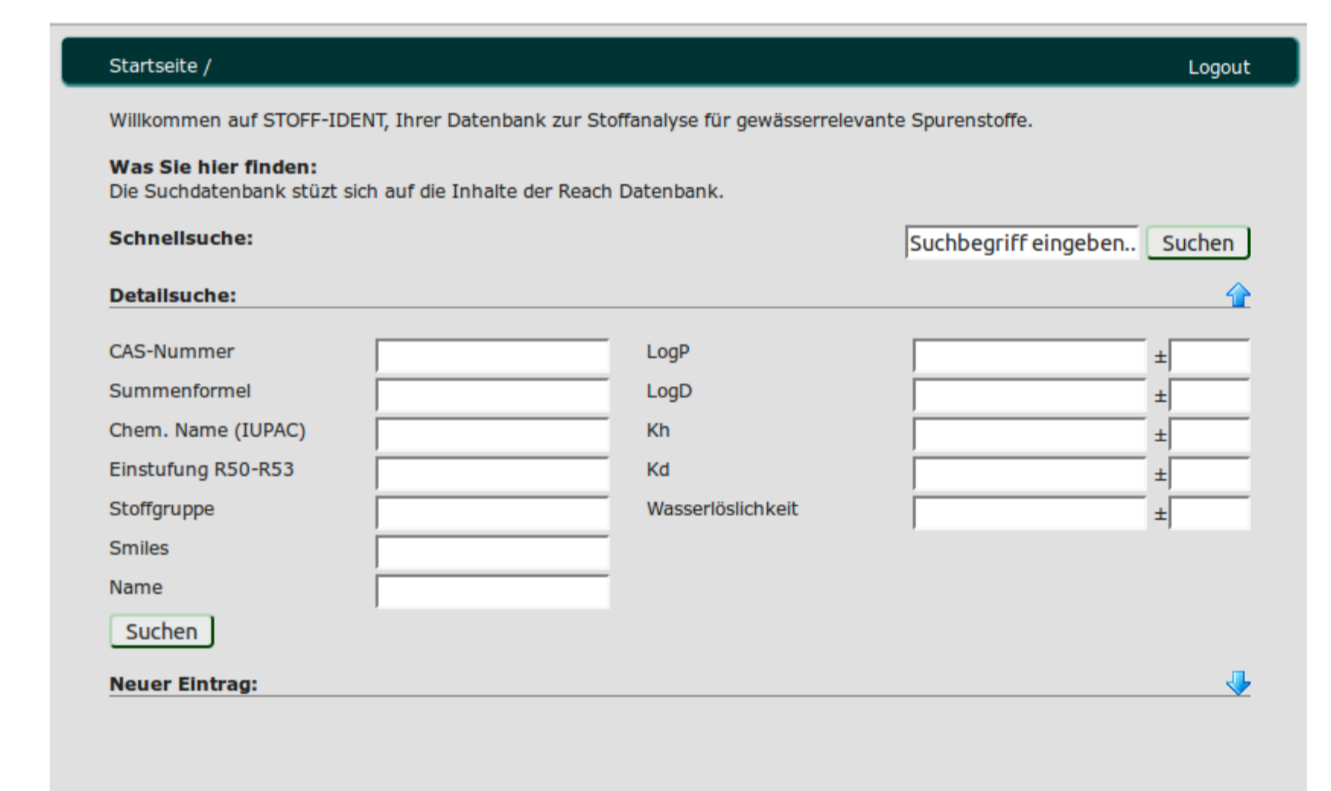 Startseite /
Logout
Willkommen auf STOFF-IDENT, Ihrer Datenbank zur Stoffanalyse für gewässerrelevante Spurenstoffe.
Was Sie hier finden:
Die Suchdatenbank stüzt sich auf die Inhalte der Reach Datenbank.
Schnellsuche:
Suchbegriff eingeben.. Suchen
Detailsuche:
CAS-Nummer LogP ±
Summenformel LogD ±
Chem. Name (IUPAC) Kh ±
Einstufung R50-R53 Kd ±
Stoffgruppe Wasserlöslichkeit ±
Smiles
Name
Suchen
Neuer Eintrag: